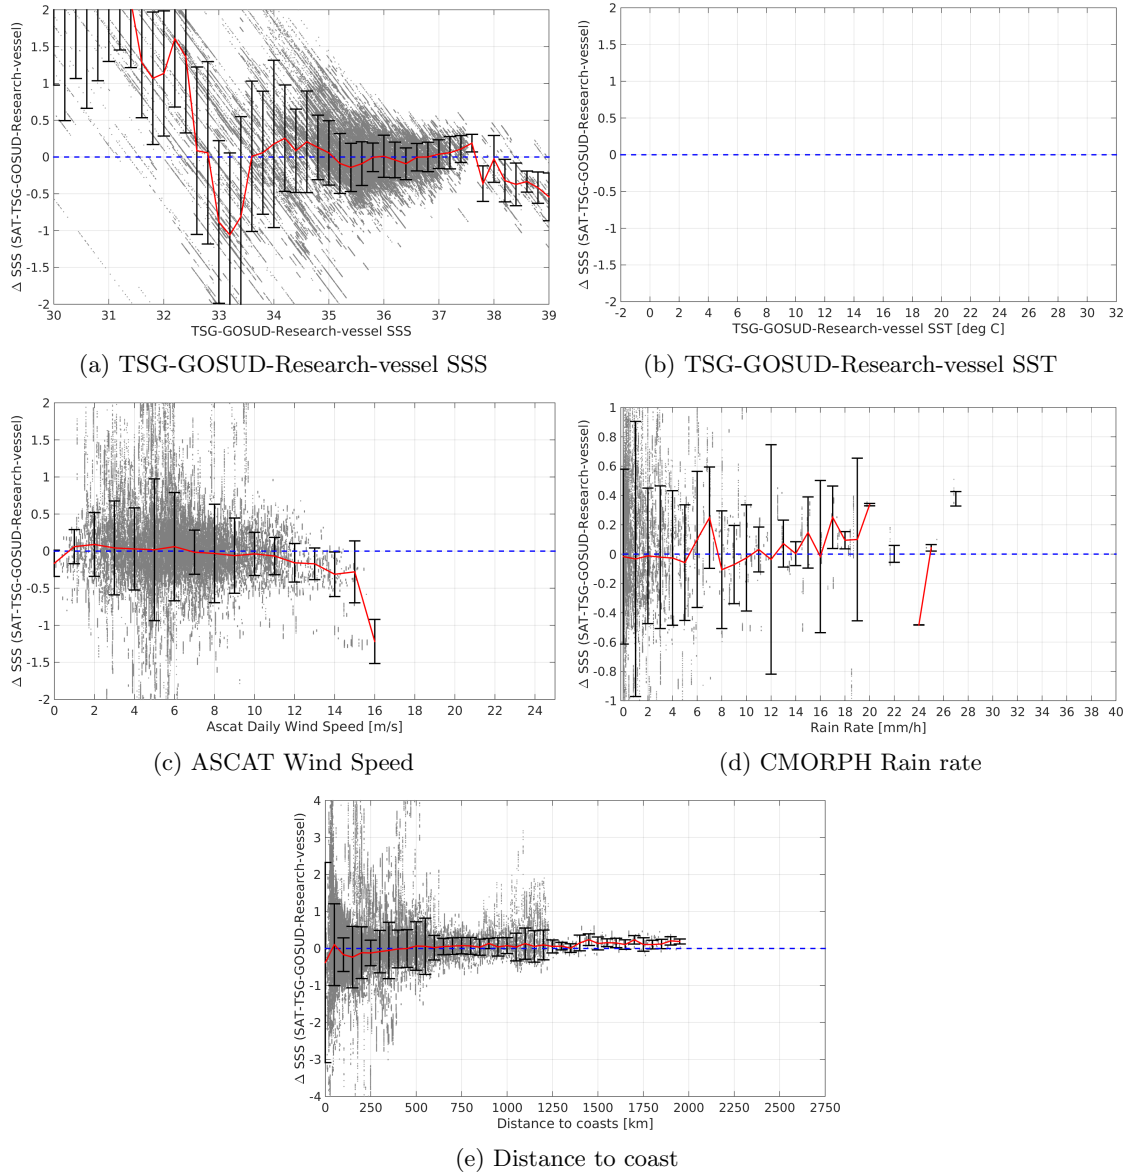 2
1.5
1
0.5
0
-0.5
-1
-1.5
-2
Δ SSS (SAT-TSG-GOSUD-Research-vessel)
30 31 32 33 34 35 36 37 38 39
TSG-GOSUD-Research-vessel SSS
(a) TSG-GOSUD-Research-vessel SSS
2
1.5
1
0.5
0
-0.5
-1
-1.5
-2
Δ SSS (SAT-TSG-GOSUD-Research-vessel)
-2 0 2 4 6 8 10 12 14 16 18 20 22 24 26 28 30 32
TSG-GOSUD-Research-vessel SST [deg C]
(b) TSG-GOSUD-Research-vessel SST
2
1.5
1
0.5
0
-0.5
-1
-1.5
-2
Δ SSS (SAT-TSG-GOSUD-Research-vessel)
0 2 4 6 8 10 12 14 16 18 20 22 24
Ascat Daily Wind Speed [m/s]
(c) ASCAT Wind Speed
1
0.8
0.6
0.4
0.2
0
-0.2
-0.4
-0.6
-0.8
-1
Δ SSS (SAT-TSG-GOSUD-Research-vessel)
0 2 4 6 8 10 12 14 16 18 20 22 24 26 28 30 32 34 36 38 40
Rain Rate [mm/h]
(d) CMORPH Rain rate
4
3
2
1
0
-1
-2
-3
-4
Δ SSS (SAT-TSG-GOSUD-Research-vessel)
0 250 500 750 1000 1250 1500 1750 2000 2250 2500 2750
Distance to coasts [km]
(e) Distance to coast